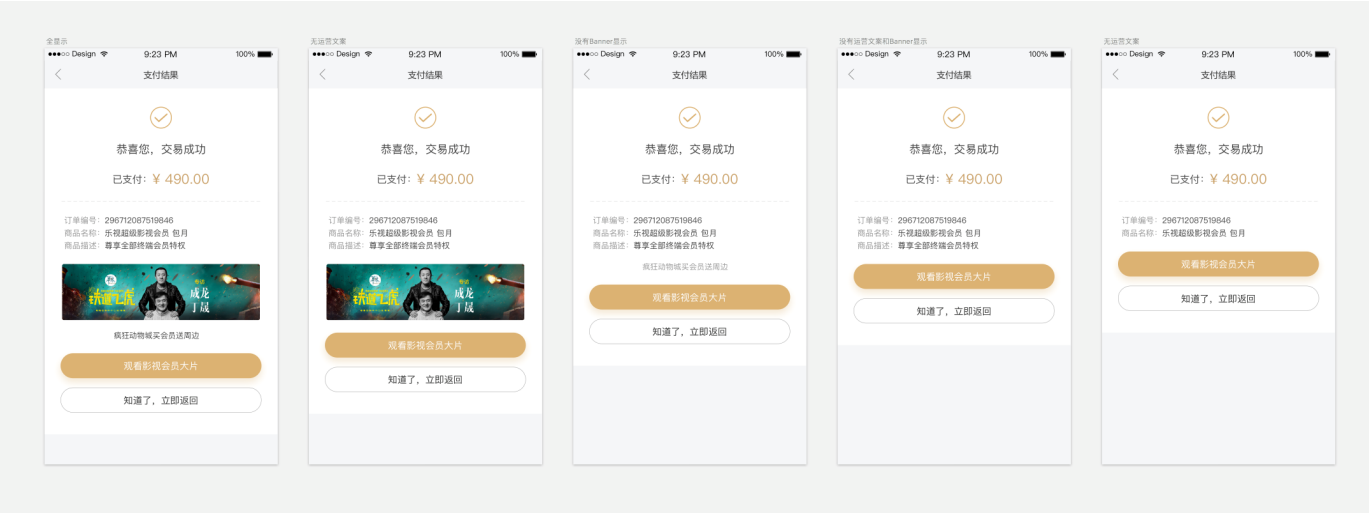 全显示
●●●○○ Design 9:23 PM 100%
支付结果
恭喜您，交易成功
已支付：¥ 490.00
订单编号：296712087519846
商品名称：乐视超级影视会员 包月
商品描述：尊享全部终端会员特权
铁道飞虎
成龙
丁晟
疯狂动物城买会员送周边
观看影视会员大片
知道了，立即返回
无运营文案
●●●○○ Design 9:23 PM 100%
支付结果
恭喜您，交易成功
已支付：¥ 490.00
订单编号：296712087519846
商品名称：乐视超级影视会员 包月
商品描述：尊享全部终端会员特权
铁道飞虎
成龙
丁晟
观看影视会员大片
知道了，立即返回
没有Banner显示
●●●○○ Design 9:23 PM 100%
支付结果
恭喜您，交易成功
已支付：¥ 490.00
订单编号：296712087519846
商品名称：乐视超级影视会员 包月
商品描述：尊享全部终端会员特权
疯狂动物城买会员送周边
观看影视会员大片
知道了，立即返回
没有运营文案和Banner显示
●●●○○ Design 9:23 PM 100%
支付结果
恭喜您，交易成功
已支付：¥ 490.00
订单编号：296712087519846
商品名称：乐视超级影视会员 包月
商品描述：尊享全部终端会员特权
观看影视会员大片
知道了，立即返回
无运营文案
●●●○○ Design 9:23 PM 100%
支付结果
恭喜您，交易成功
已支付：¥ 490.00
订单编号：296712087519846
商品名称：乐视超级影视会员 包月
观看影视会员大片
知道了，立即返回